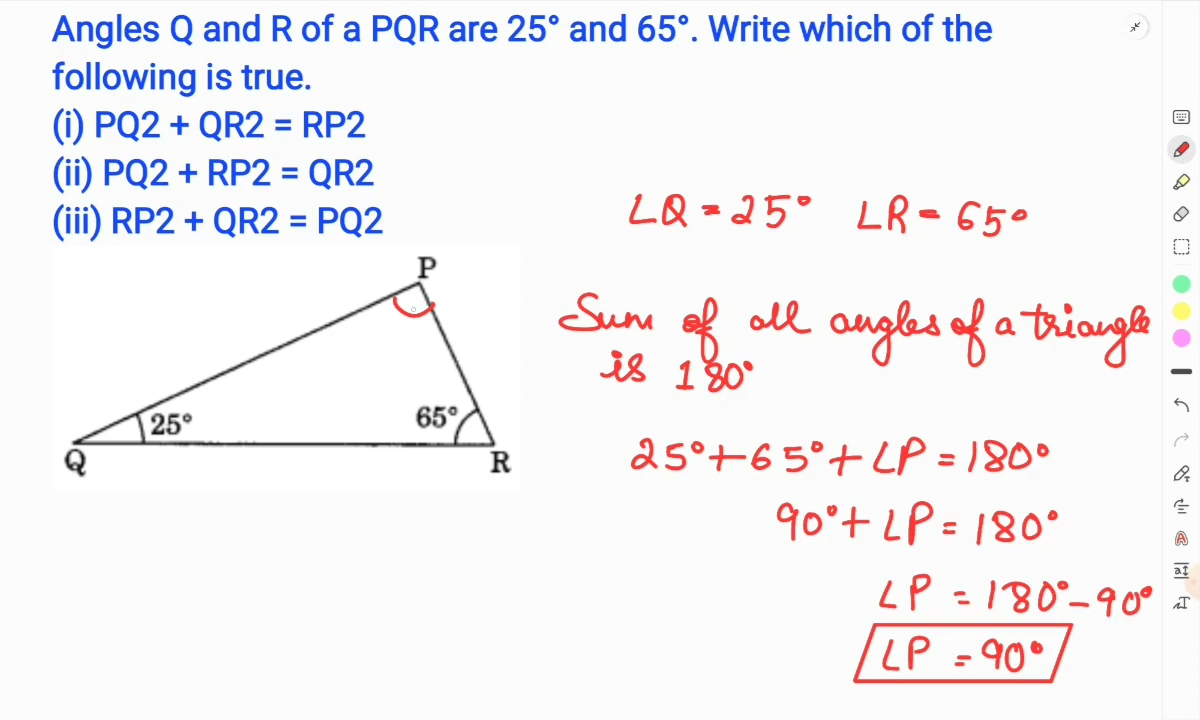 Angles Q and R of a PQR are 25° and 65°. Write which of the
following is true.
(i) PQ2 + QR2 = RP2
(ii) PQ2 + RP2 = QR2
(iii) RP2 + QR2 = PQ2
P
25°
65°
Q
R
∠Q = 25° ∠R = 65°
Sum of all angles of a triangle
is 180°
25°+65°+∠P = 180°
90°+∠P = 180°
∠P = 180°-90°
∠P = 90°